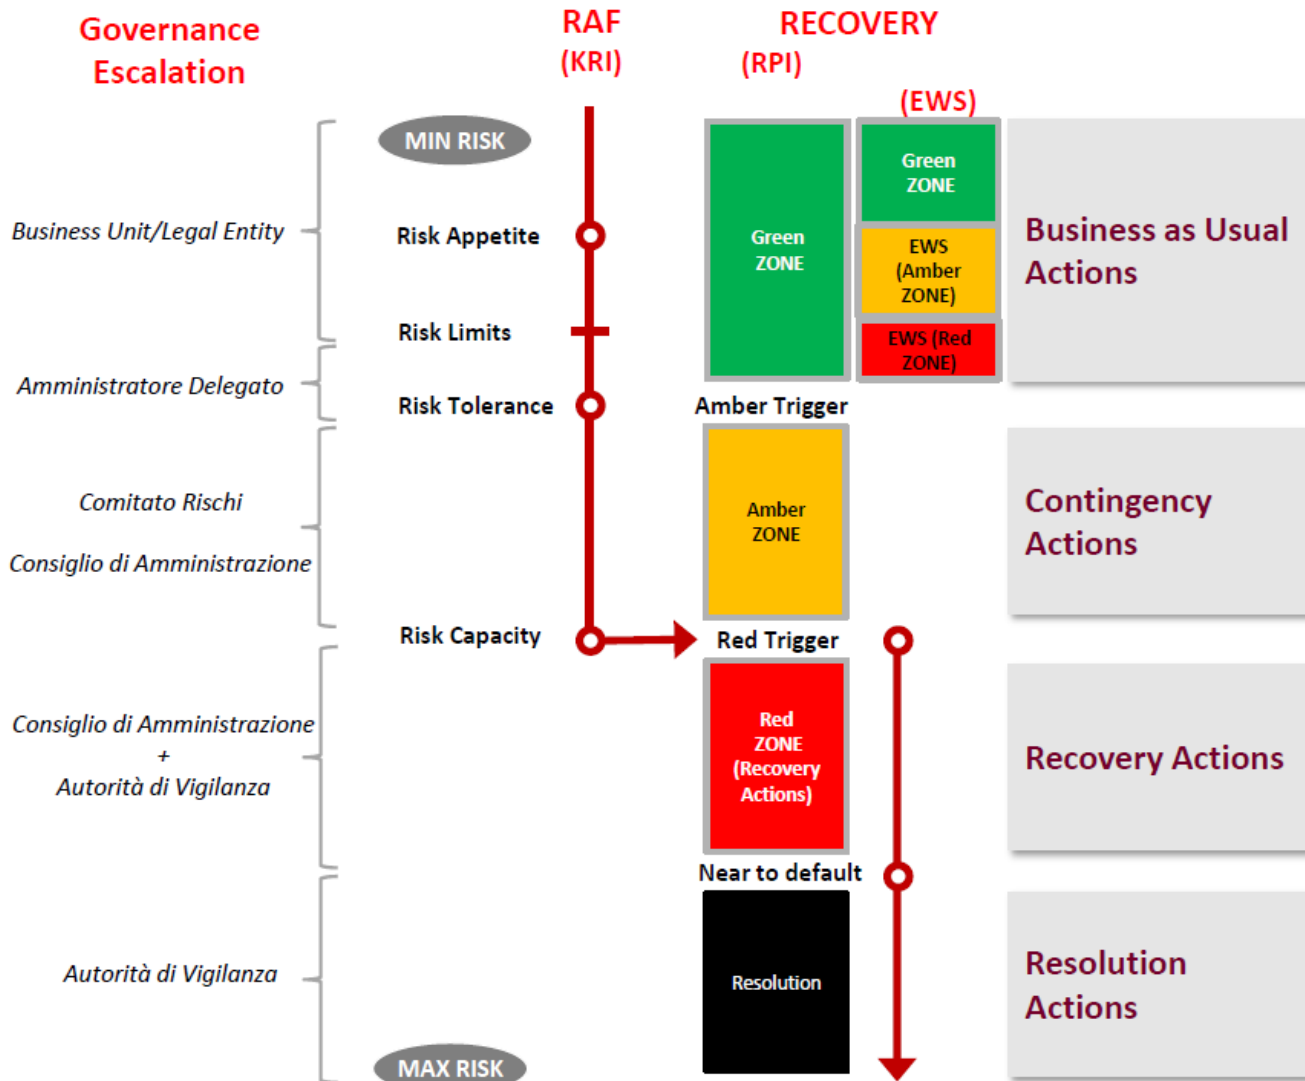 Governance
Escalation
RAF
(KRI)
RECOVERY
(RPI)
(EWS)
MIN RISK
Business Unit/Legal Entity
Risk Appetite
Risk Limits
Amministratore Delegato
Risk Tolerance
Green
ZONE
Green
ZONE
EWS
(Amber
ZONE)
EWS (Red
ZONE)
Business as Usual
Actions
Amber Trigger
Comitato Rischi
Consiglio di Amministrazione
Amber
ZONE
Contingency
Actions
Risk Capacity
Red Trigger
Consiglio di Amministrazione
+
Autorità di Vigilanza
Red
ZONE
(Recovery
Actions)
Recovery Actions
Near to default
Autorità di Vigilanza
Resolution
Resolution
Actions
MAX RISK